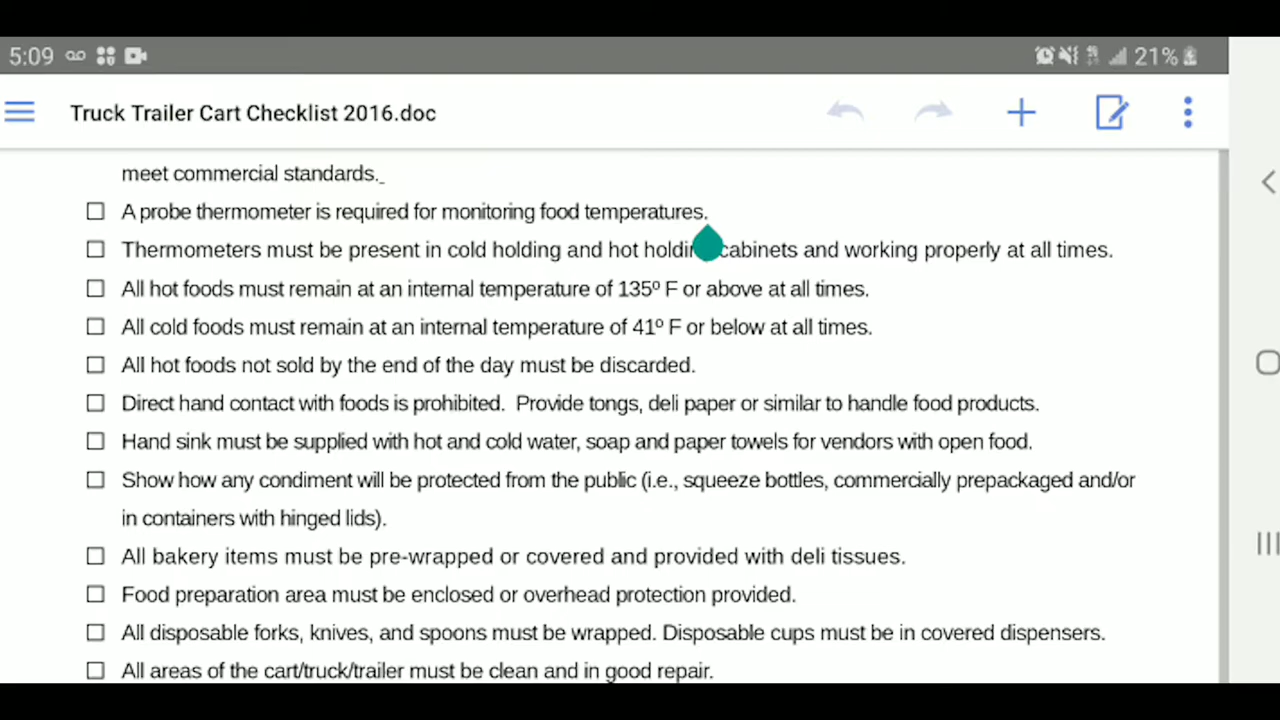 5:09
21%
Truck Trailer Cart Checklist 2016.doc
meet commercial standards.
A probe thermometer is required for monitoring food temperatures.
Thermometers must be present in cold holding and hot holdin cabinets and working properly at all times.
All hot foods must remain at an internal temperature of 135º F or above at all times.
All cold foods must remain at an internal temperature of 41º F or below at all times.
All hot foods not sold by the end of the day must be discarded.
Direct hand contact with foods is prohibited.  Provide tongs, deli paper or similar to handle food products.
Hand sink must be supplied with hot and cold water, soap and paper towels for vendors with open food.
Show how any condiment will be protected from the public (i.e., squeeze bottles, commercially prepackaged and/or
in containers with hinged lids).
All bakery items must be pre-wrapped or covered and provided with deli tissues.
Food preparation area must be enclosed or overhead protection provided.
All disposable forks, knives, and spoons must be wrapped. Disposable cups must be in covered dispensers.
All areas of the cart/truck/trailer must be clean and in good repair.